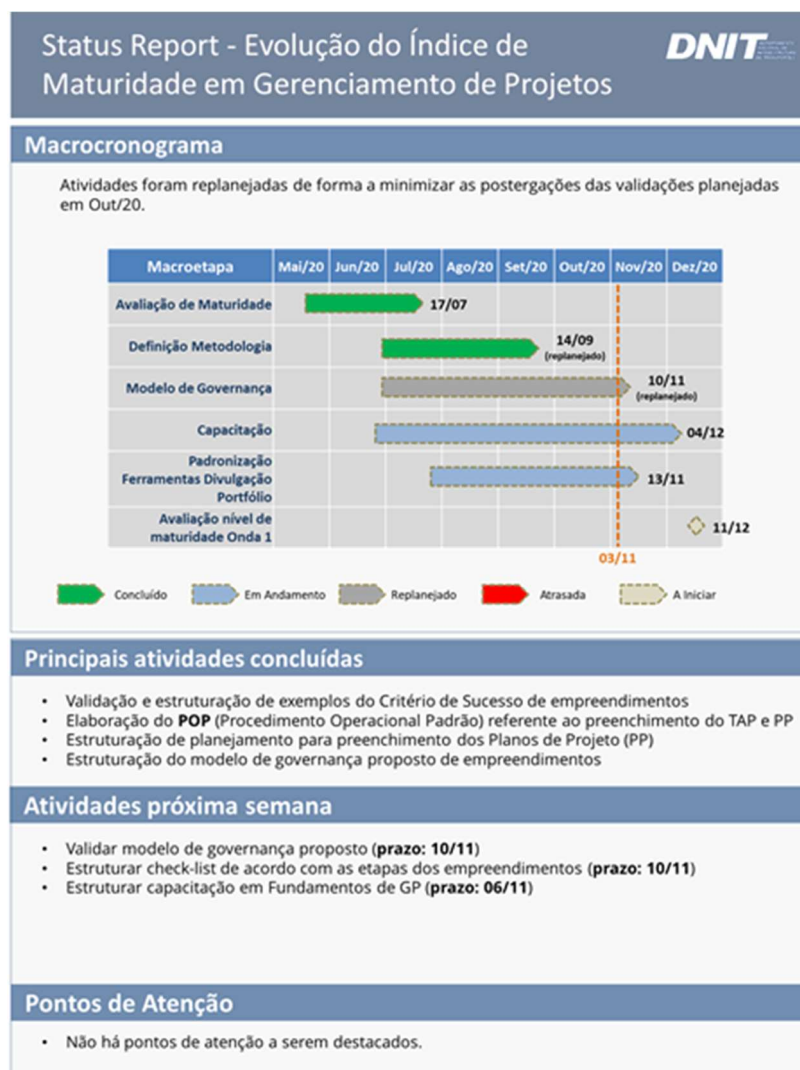 Status Report - Evolução do Índice de
Maturidade em Gerenciamento de Projetos
DNIT
Macrocronograma
Atividades foram replanejadas de forma a minimizar as postergações das validações planejadas
em Out/20.
Macroetapa Mai/20 Jun/20 Jul/20 Ago/20 Set/20 Out/20 Nov/20 Dez/20
Avaliação de Maturidade 17/07
Definição Metodologia 14/09
(replanejado)
Modelo de Governança 10/11
(replanejado)
Capacitação 04/12
Padronização
Ferramentas Divulgação 13/11
Portfólio
Avaliação nível de
maturidade Onda 1 11/12
03/11
Concluído Em Andamento Replanejado Atrasada A Iniciar
Principais atividades concluídas
• Validação e estruturação de exemplos do Critério de Sucesso de empreendimentos
• Elaboração do POP (Procedimento Operacional Padrão) referente ao preenchimento do TAP e PP
• Estruturação de planejamento para preenchimento dos Planos de Projeto (PP)
• Estruturação do modelo de governança proposto de empreendimentos
Atividades próxima semana
• Validar modelo de governança proposto (prazo: 10/11)
• Estruturar check-list de acordo com as etapas dos empreendimentos (prazo: 10/11)
• Estruturar capacitação em Fundamentos de GP (prazo: 06/11)
Pontos de Atenção
• Não há pontos de atenção a serem destacados.